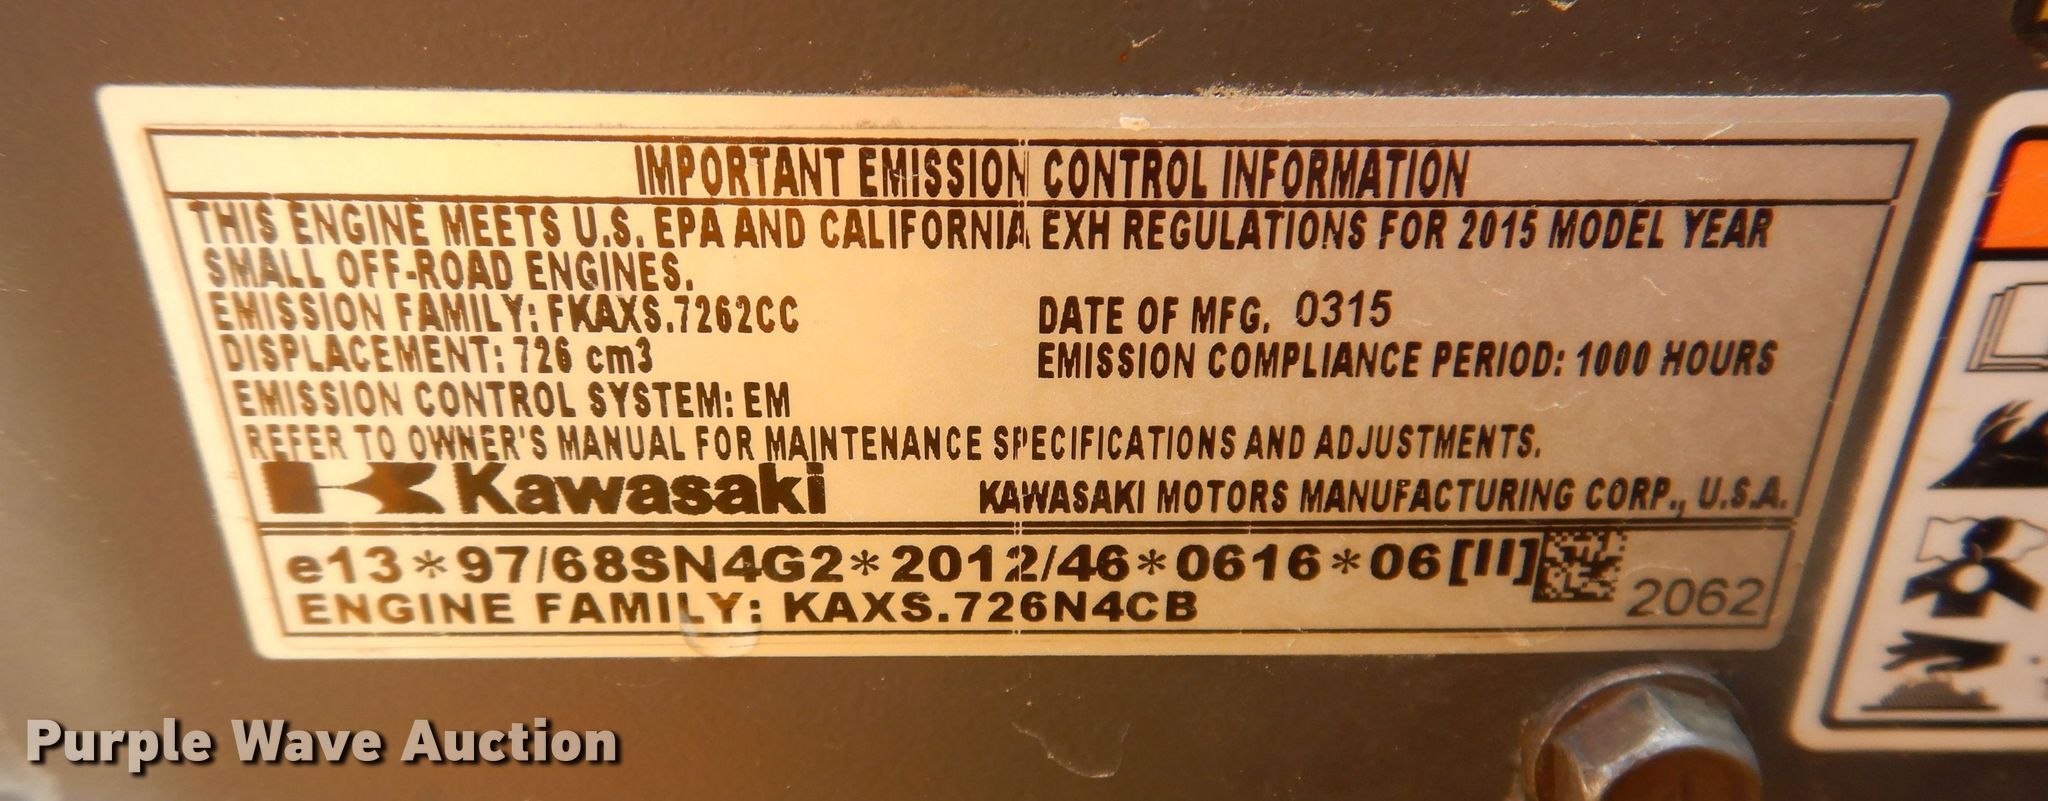 IMPORTANT EMISSION CONTROL INFORMATION
THIS ENGINE MEETS U.S. EPA AND CALIFORNIA EXH REGULATIONS FOR 2015 MODEL YEAR
SMALL OFF-ROAD ENGINES.
EMISSION FAMILY: FKAXS.7262CC DATE OF MFG. 0315
DISPLACEMENT: 726 cm3 EMISSION COMPLIANCE PERIOD: 1000 HOURS
EMISSION CONTROL SYSTEM: EM
REFER TO OWNER'S MANUAL FOR MAINTENANCE SPECIFICATIONS AND ADJUSTMENTS.
Kawasaki KAWASAKI MOTORS MANUFACTURING CORP., U.S.A.
e13*97/68SN4G2*2012/46*0616*06[II]
ENGINE FAMILY: KAXS.726N4CB 2062
Purple Wave Auction